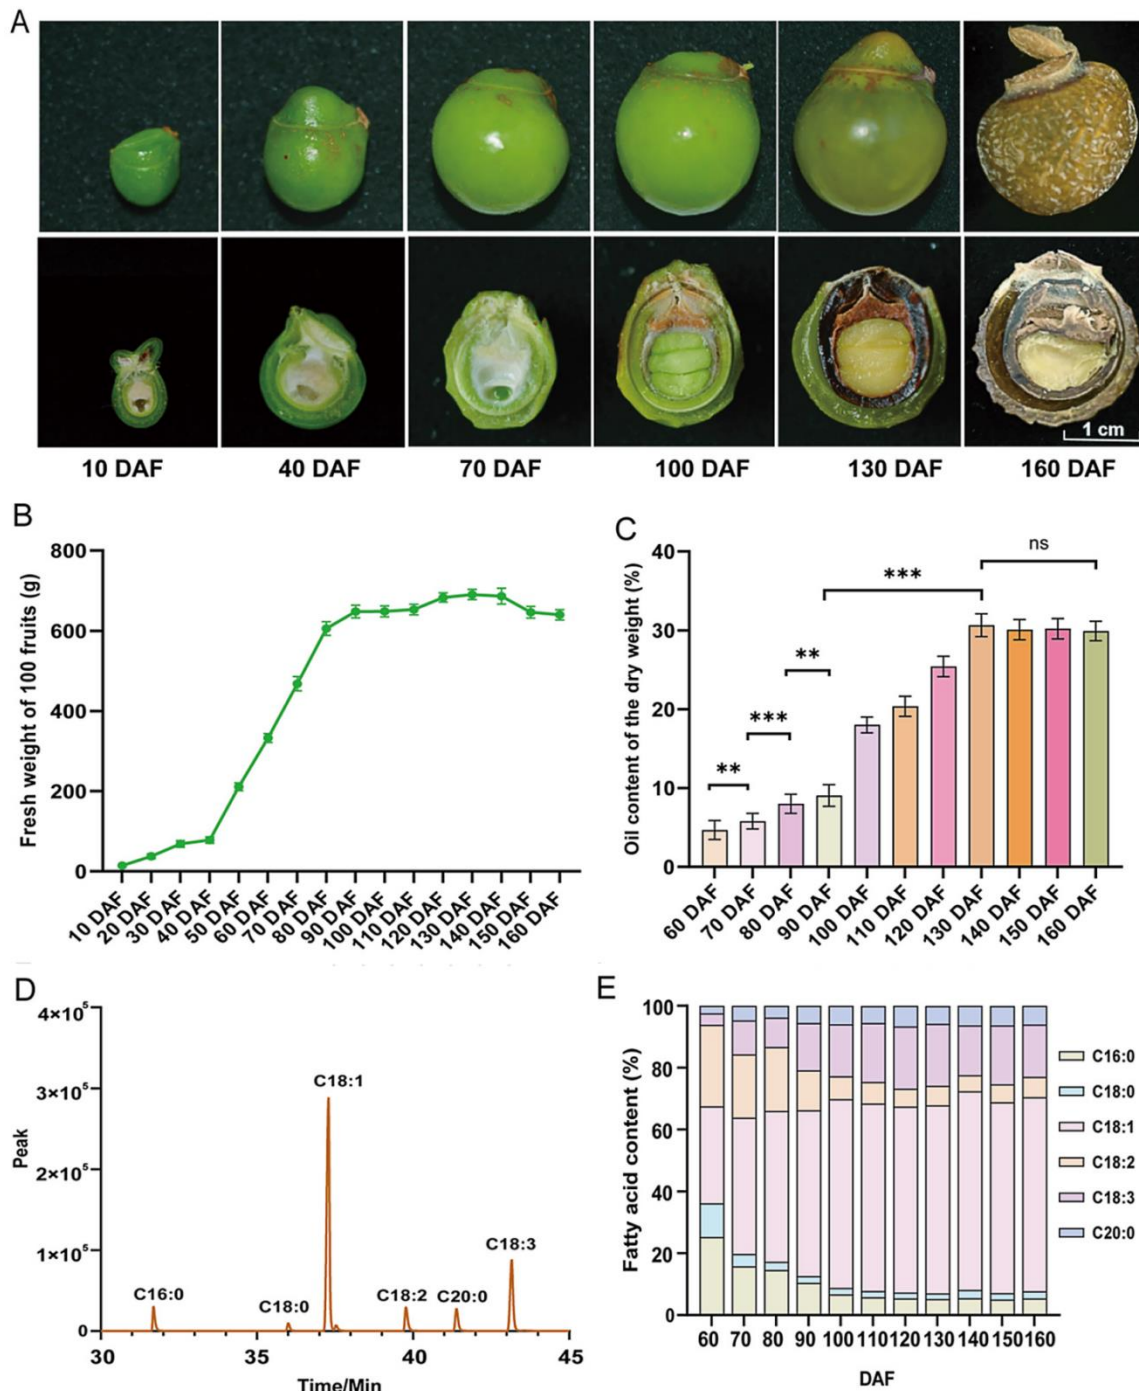 A
1 cm
10 DAF 40 DAF 70 DAF 100 DAF 130 DAF 160 DAF
B
Fresh weight of 100 fruits (g)
800
600
400
200
0
10 DAF 20 DAF 30 DAF 40 DAF 50 DAF 60 DAF 70 DAF 80 DAF 90 DAF 100 DAF 110 DAF 120 DAF 130 DAF 140 DAF 150 DAF 160 DAF
C
Oil content of the dry weight (%)
40
30
20
10
0
** *** ** *** ns
60 DAF 70 DAF 80 DAF 90 DAF 100 DAF 110 DAF 120 DAF 130 DAF 140 DAF 150 DAF 160 DAF
D
Peak
4×10⁵
3×10⁵
2×10⁵
1×10⁵
0
C16:0 C18:0 C18:1 C18:2 C20:0 C18:3
30 35 40 45
Time/Min
E
Fatty acid content (%)
100
80
60
40
20
0
60 70 80 90 100 110 120 130 140 150 160
DAF
C16:0
C18:0
C18:1
C18:2
C18:3
C20:0